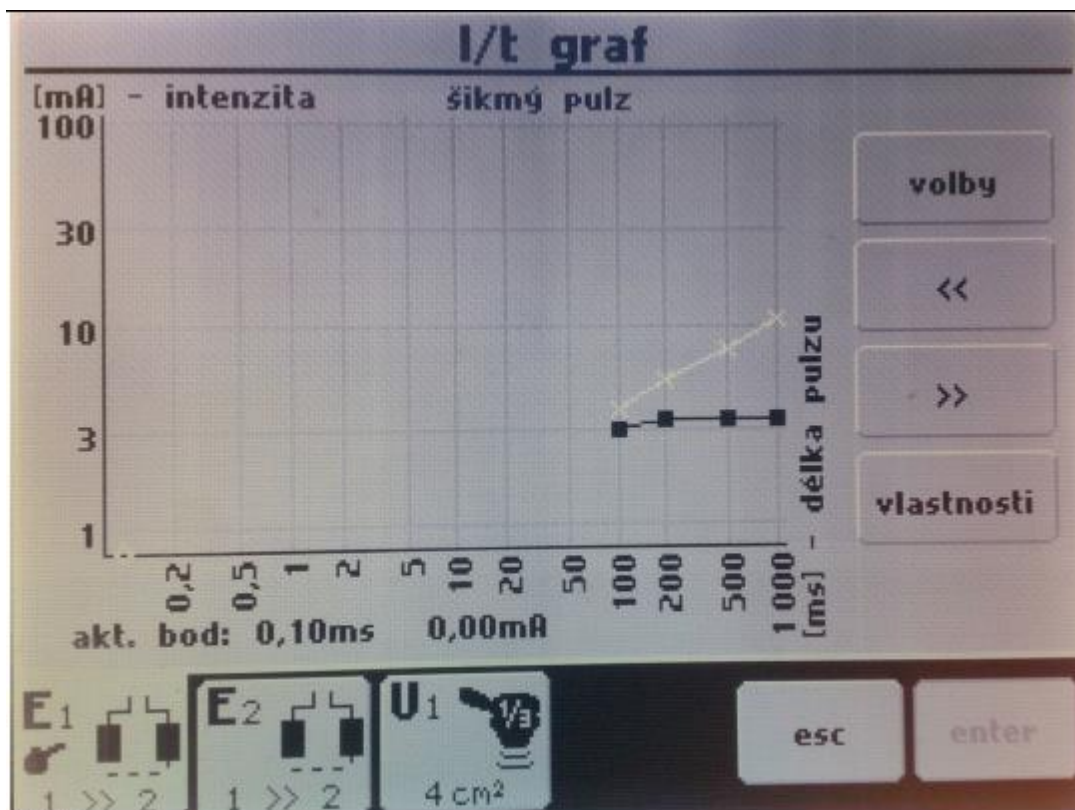 I/t graf
[mA] - intenzita šikmý pulz
100
30
10
3
1
0,2 0,5 1 2 5 10 20 50 100 200 500 1 000
[ms] - délka pulzu
akt. bod: 0,10ms 0,00mA
volby
<<
>>
vlastnosti
E1
1 >> 2
E2
1 >> 2
U1 1/3
4 cm²
esc
enter